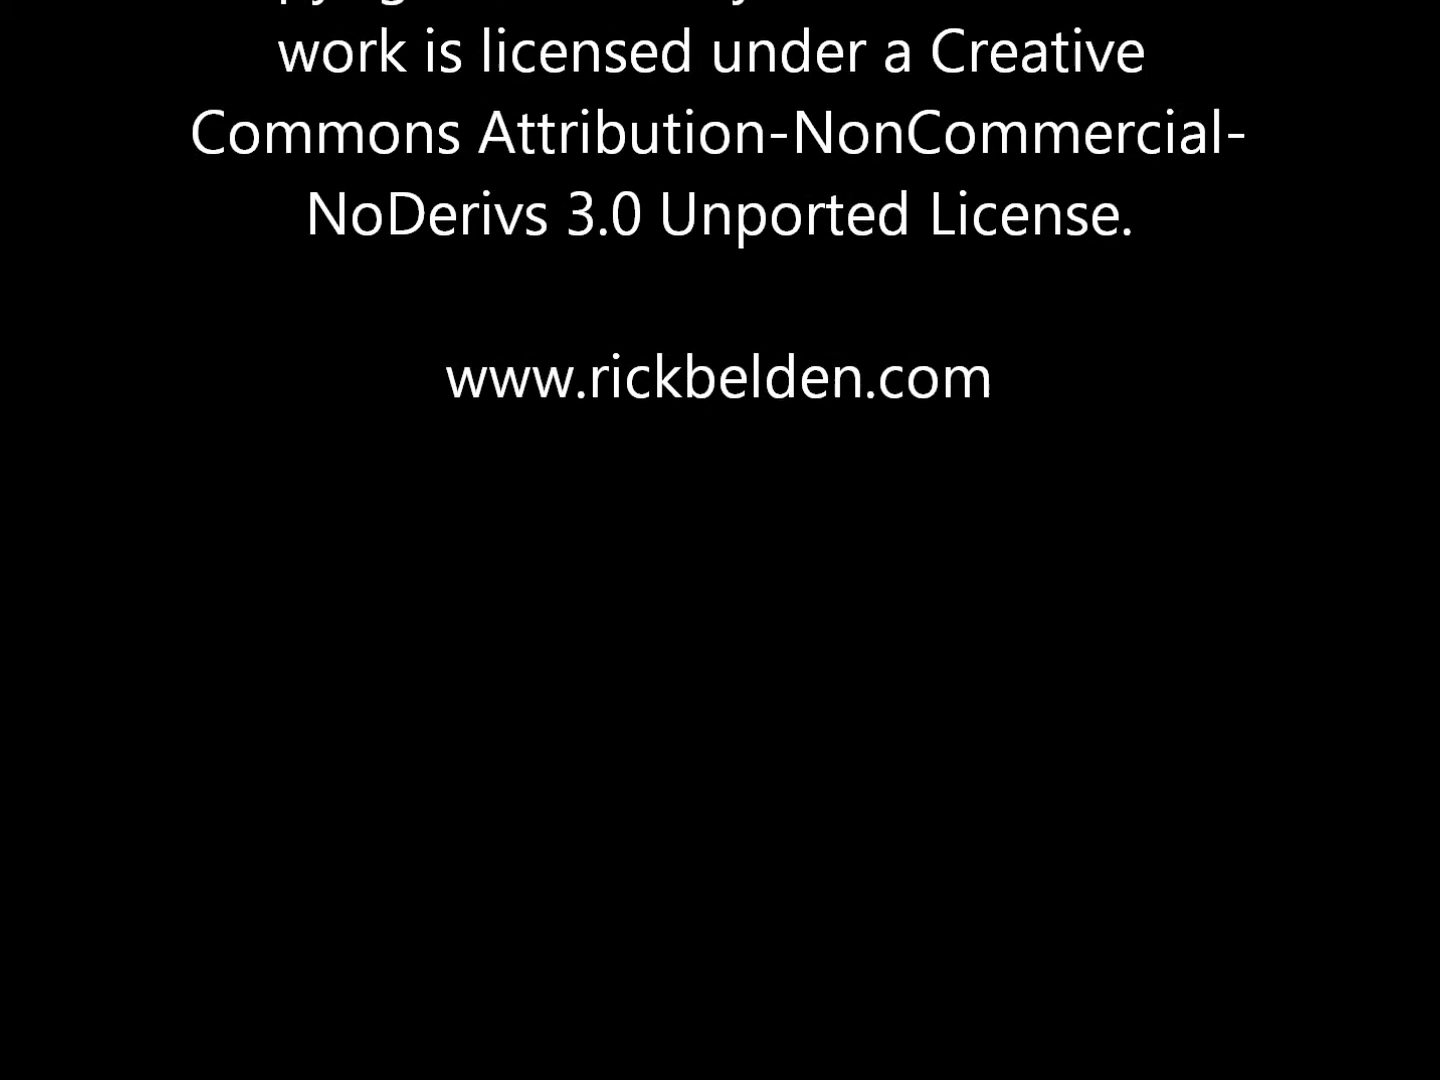 work is licensed under a Creative
Commons Attribution-NonCommercial-
NoDerivs 3.0 Unported License.
www.rickbelden.com